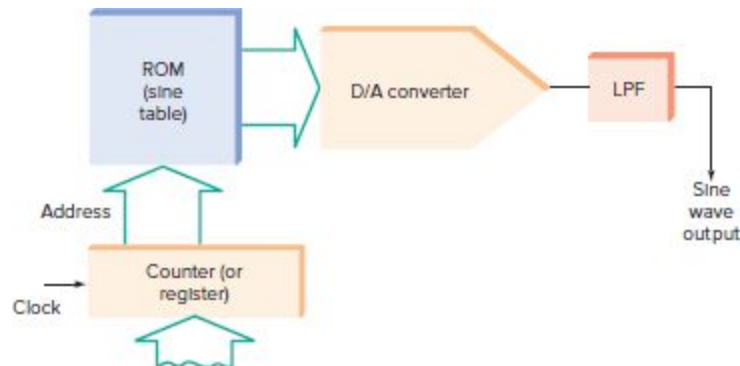 ROM
(sine
table)
D/A converter
LPF
Sine
wave
output
Address
Counter (or
register)
Clock